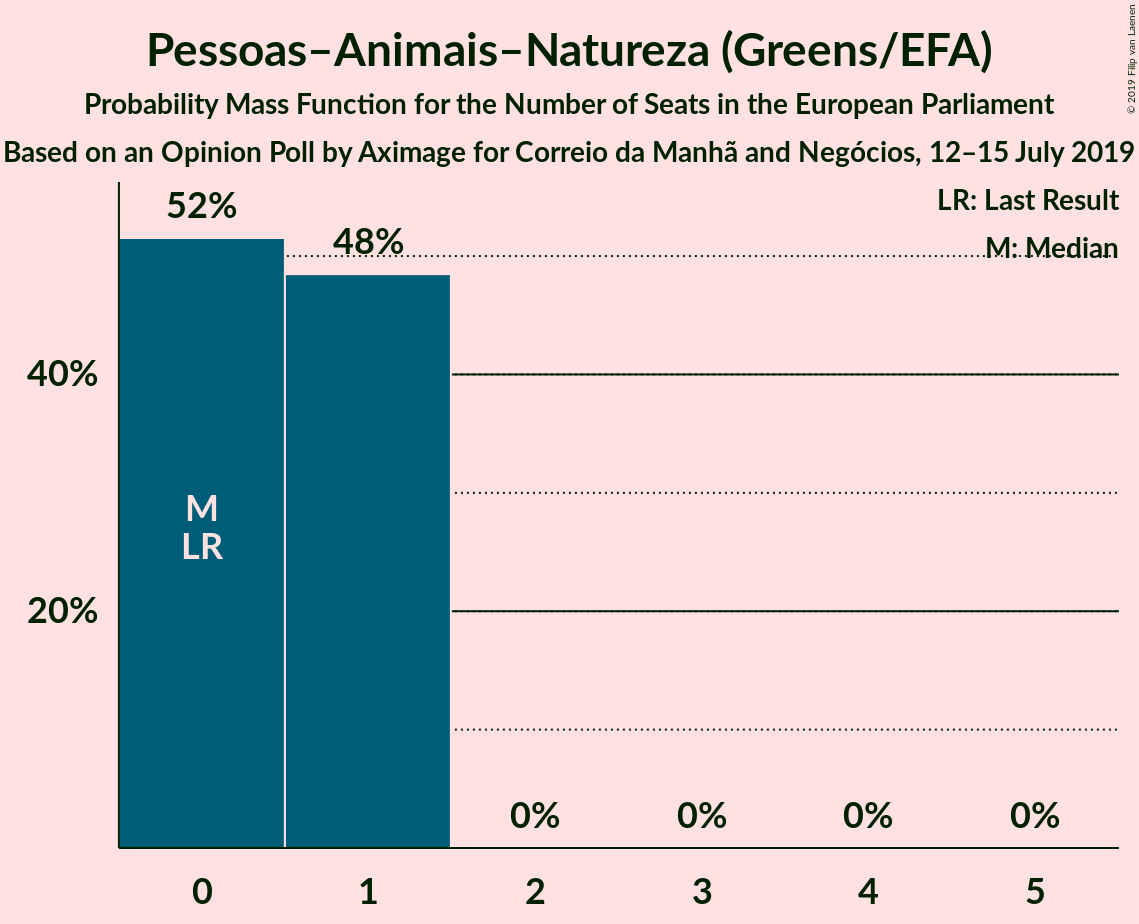 Pessoas–Animais–Natureza (Greens/EFA)
Probability Mass Function for the Number of Seats in the European Parliament
Based on an Opinion Poll by Aximage for Correio da Manhã and Negócios, 12–15 July 2019
© 2019 Filip van Laenen
LR: Last Result
M: Median
52%
48%
40%
20%
M
LR
0%
0%
0%
0%
0
1
2
3
4
5